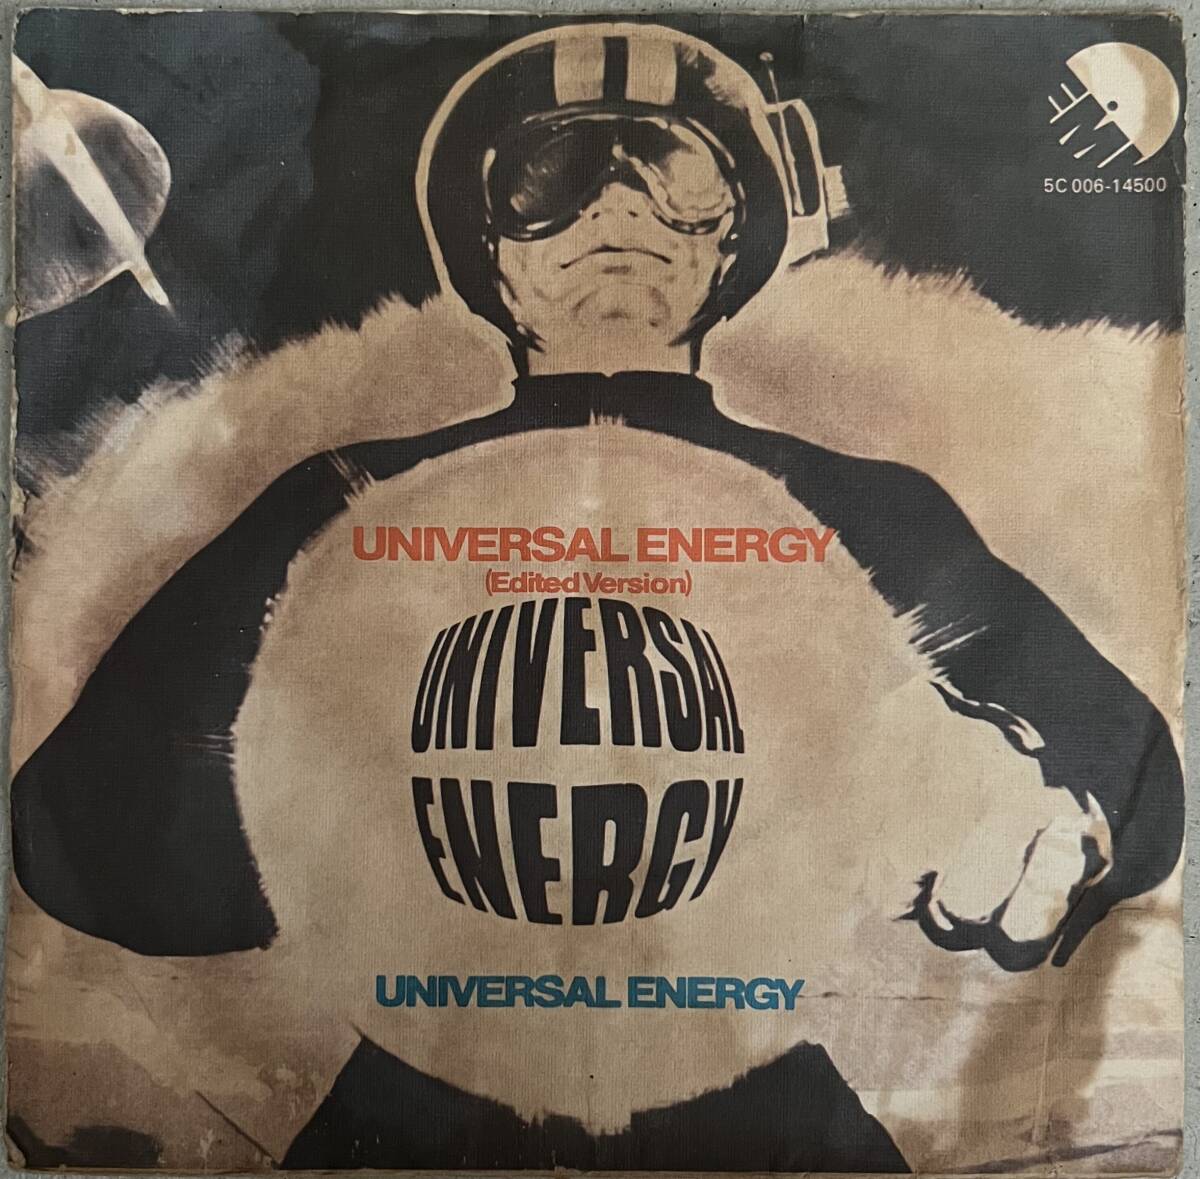 EMI
5C 006-14500
UNIVERSAL ENERGY
(Edited Version)
UNIVERSAL
ENERGY
UNIVERSAL ENERGY